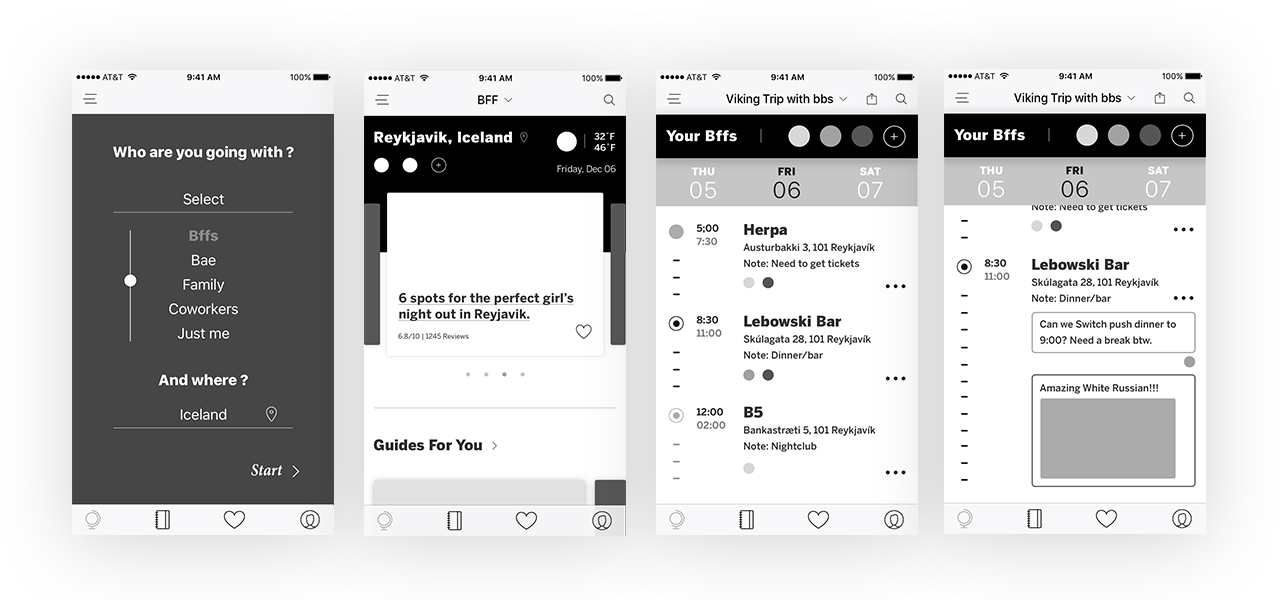 AT&T 9:41 AM 100%
Who are you going with ?
Select
Bffs
Bae
Family
Coworkers
Just me
And where ?
Iceland
Start
AT&T 9:41 AM 100%
BFF
Reykjavik, Iceland
32°F
46°F
Friday, Dec 06
6 spots for the perfect girl's
night out in Reyjavik.
6.8/10 | 1245 Reviews
Guides For You
AT&T 9:41 AM 100%
Viking Trip with bbs
Your Bffs
THU FRI SAT
05 06 07
5;00 Herpa
7:30 Austurbakki 3, 101 Reykjavík
Note: Need to get tickets
8:30 Lebowski Bar
11:00 Skúlagata 28, 101 Reykjavík
Note: Dinner/bar
12:00 B5
02:00 Bankastræti 5, 101 Reykjavík
Note: Nightclub
AT&T 9:41 AM 100%
Viking Trip with bbs
Your Bffs
THU FRI SAT
05 06 07
Note: Need to get tickets
8:30 Lebowski Bar
11:00 Skúlagata 28, 101 Reykjavík
Note: Dinner/bar
Can we Switch push dinner to
9:00? Need a break btw.
Amazing White Russian!!!